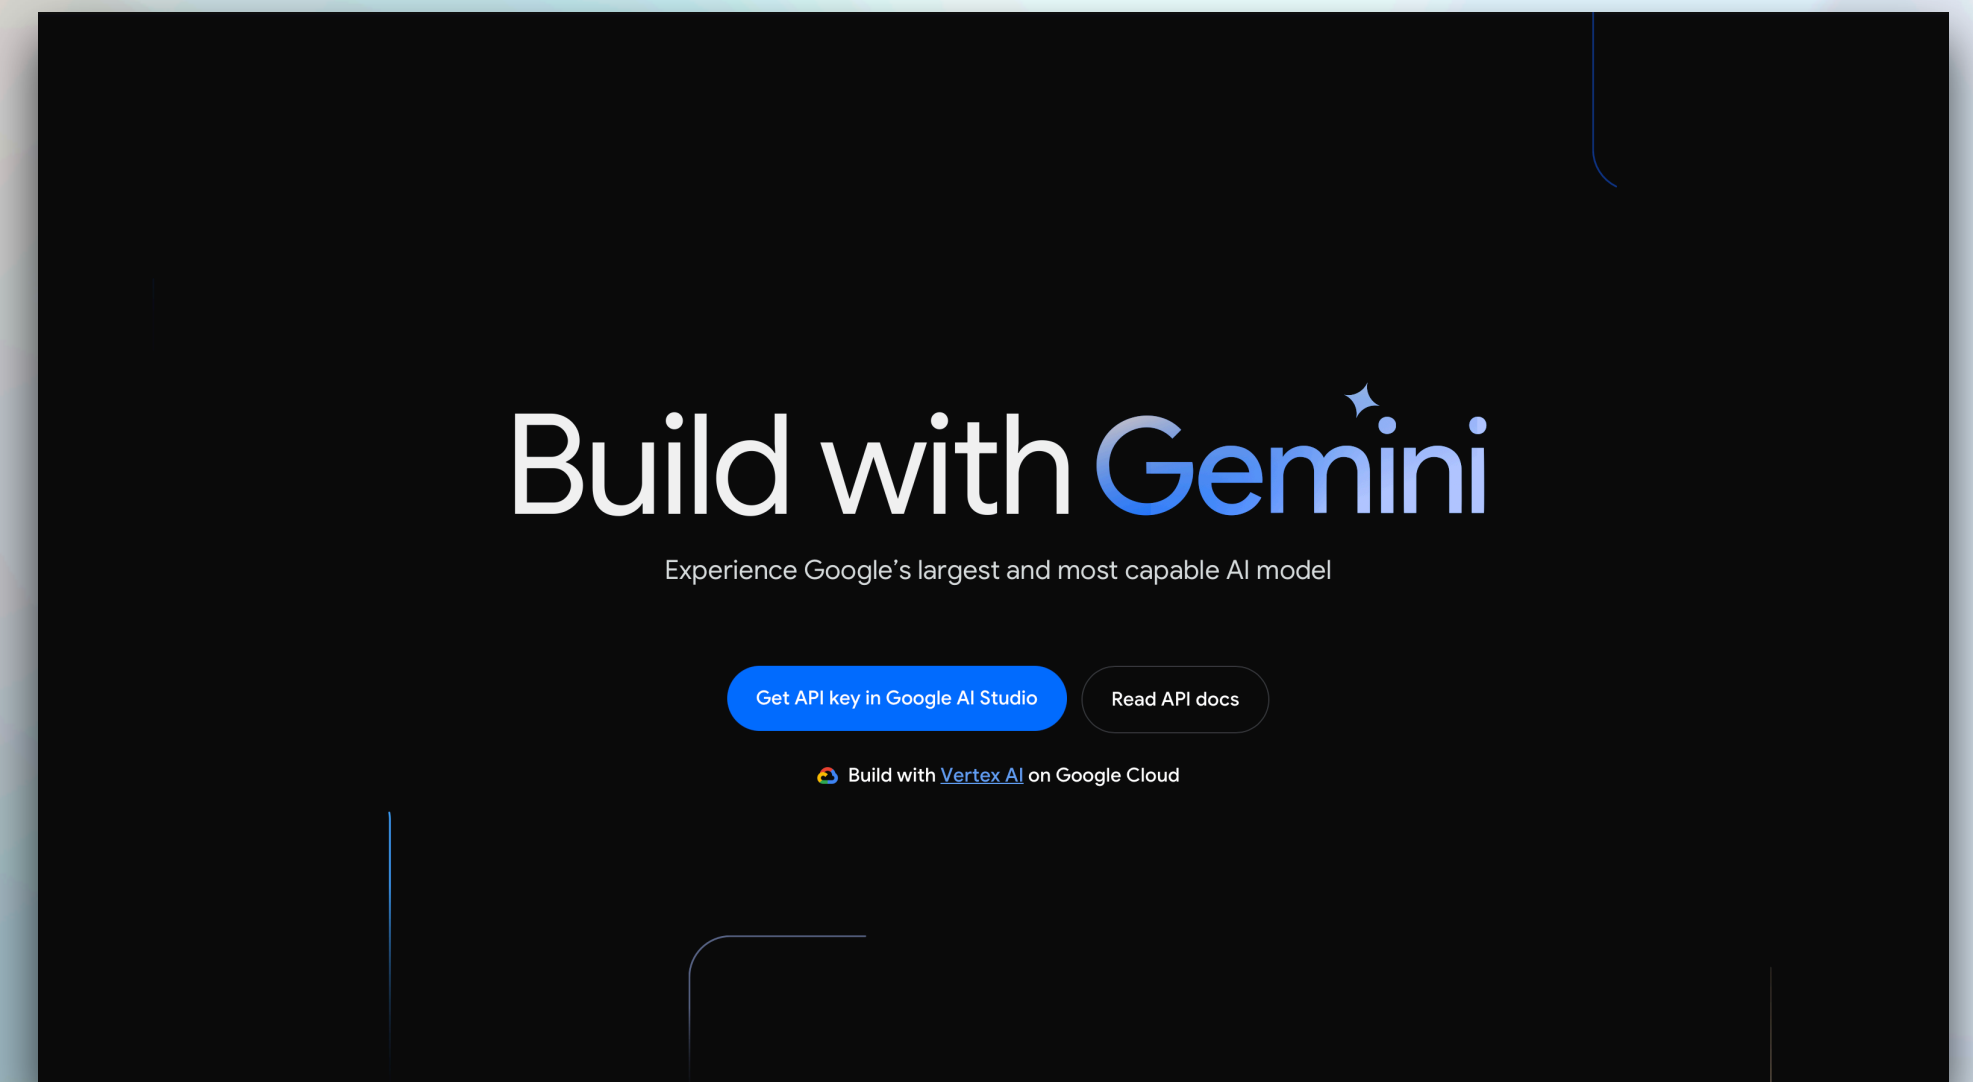 Build with Gemini
Experience Google’s largest and most capable AI model
Get API key in Google AI Studio
Read API docs
Build with Vertex AI on Google Cloud